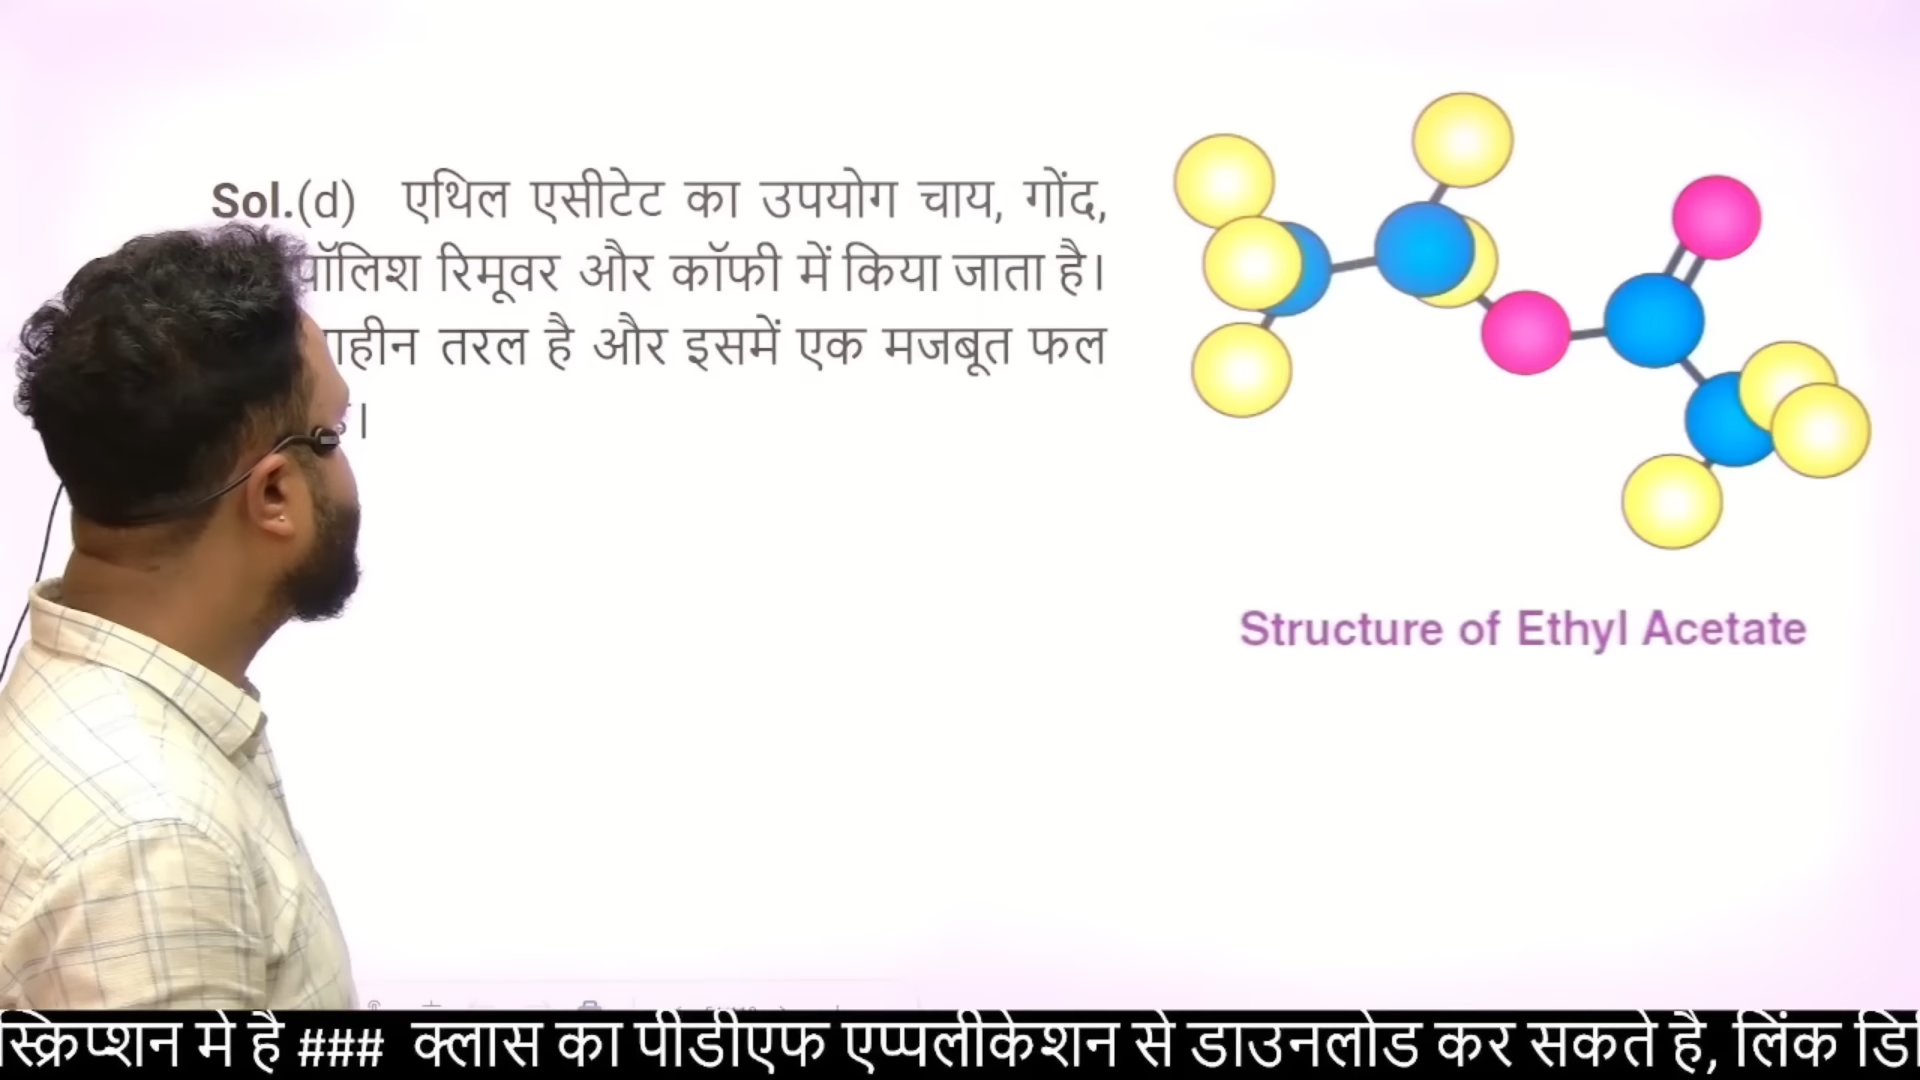 Sol.(d) एथिल एसीटेट का उपयोग चाय, गोंद,
रिमूवर और कॉफी में किया जाता है।
तरल है और इसमें एक मजबूत फल
Structure of Ethyl Acetate
में है ### क्लास का पीडीएफ एप्पलीकेशन से डाउनलोड कर सकते है, लिंक